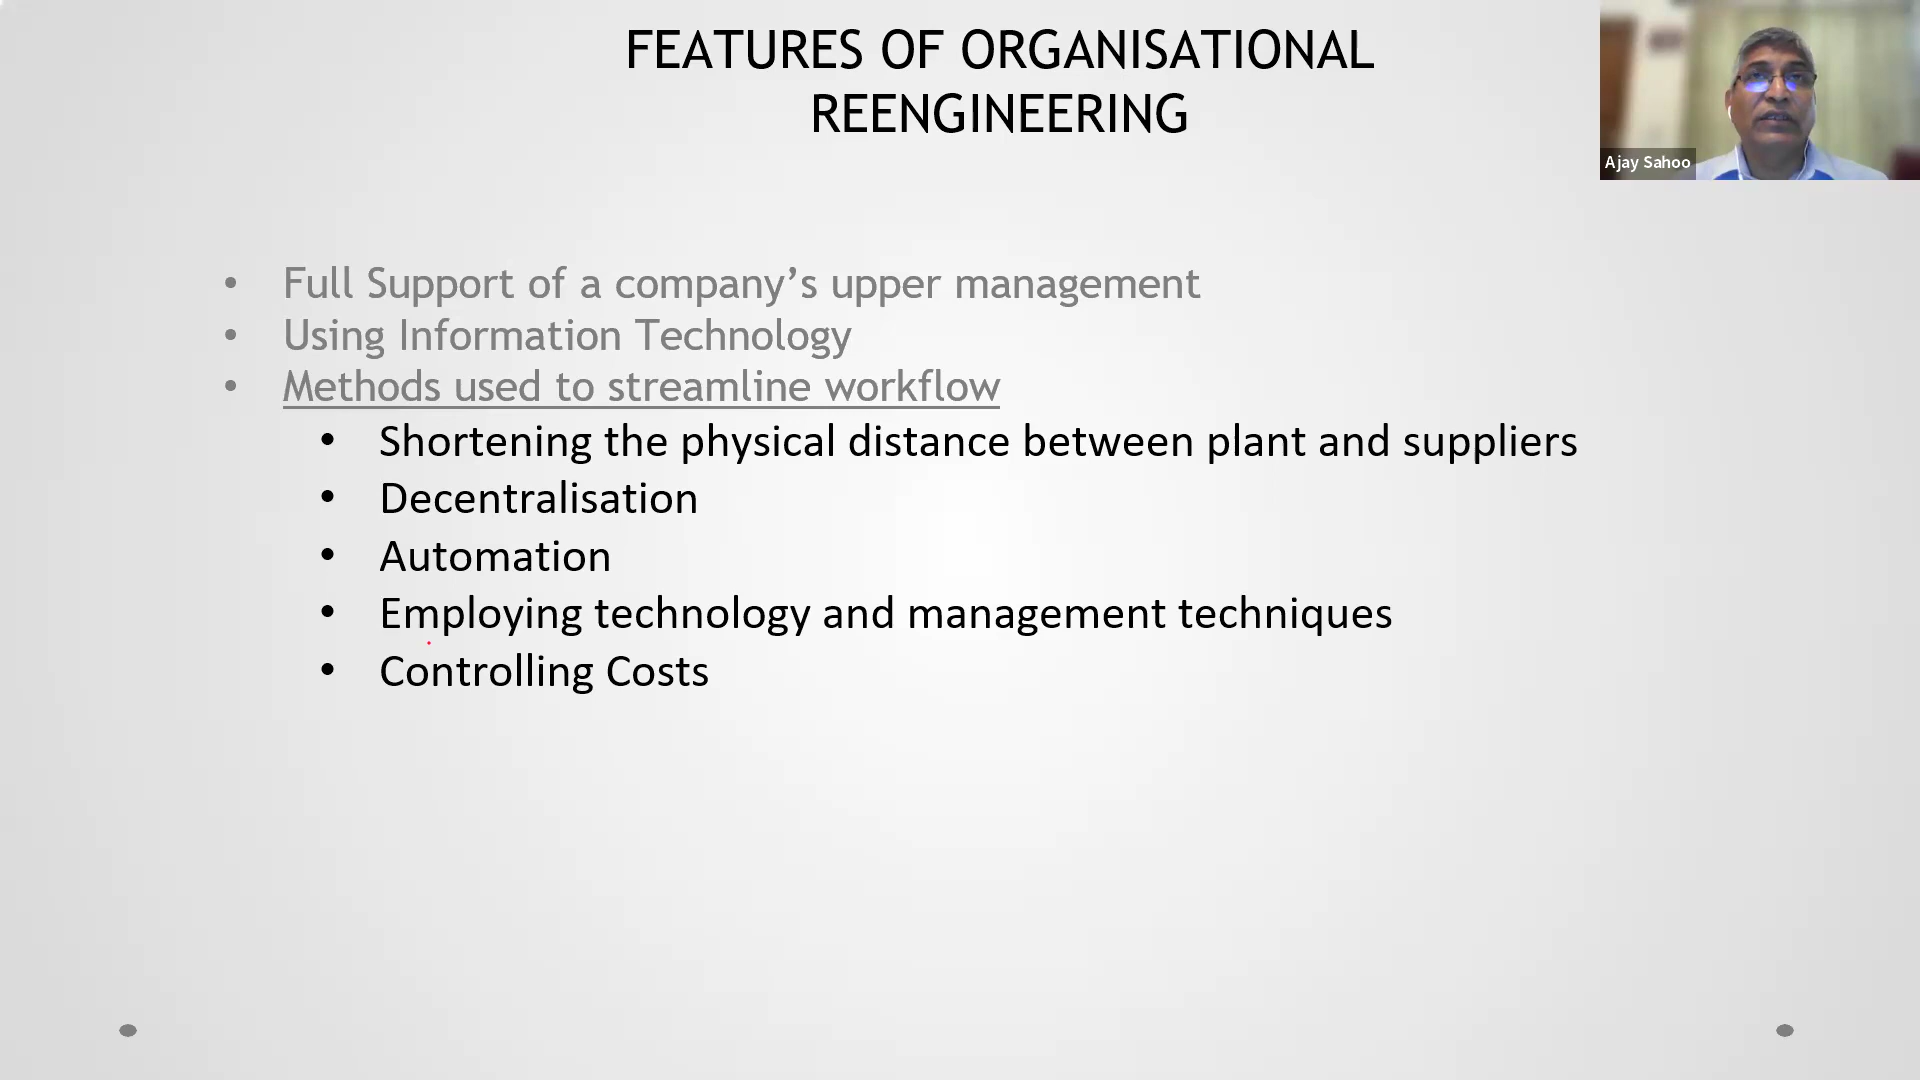 FEATURES OF ORGANISATIONAL
REENGINEERING
Ajay Sahoo
• Full Support of a company’s upper management
• Using Information Technology
• Methods used to streamline workflow
• Shortening the physical distance between plant and suppliers
• Decentralisation
• Automation
• Employing technology and management techniques
• Controlling Costs